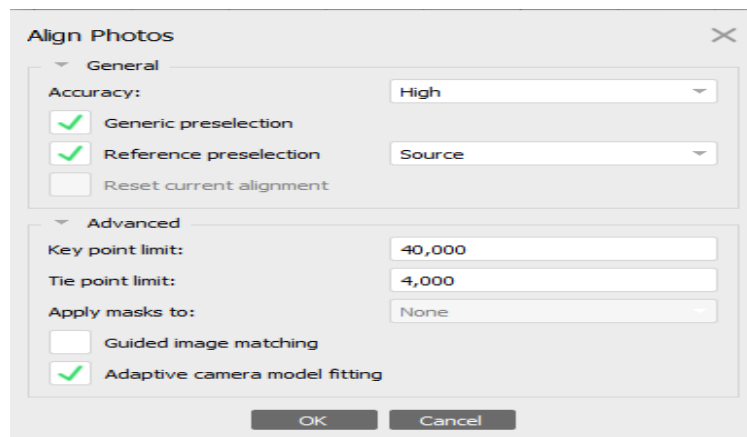 Align Photos
General
Accuracy: High
Generic preselection
Reference preselection Source
Reset current alignment
Advanced
Key point limit: 40,000
Tie point limit: 4,000
Apply masks to: None
Guided image matching
Adaptive camera model fitting
OK Cancel